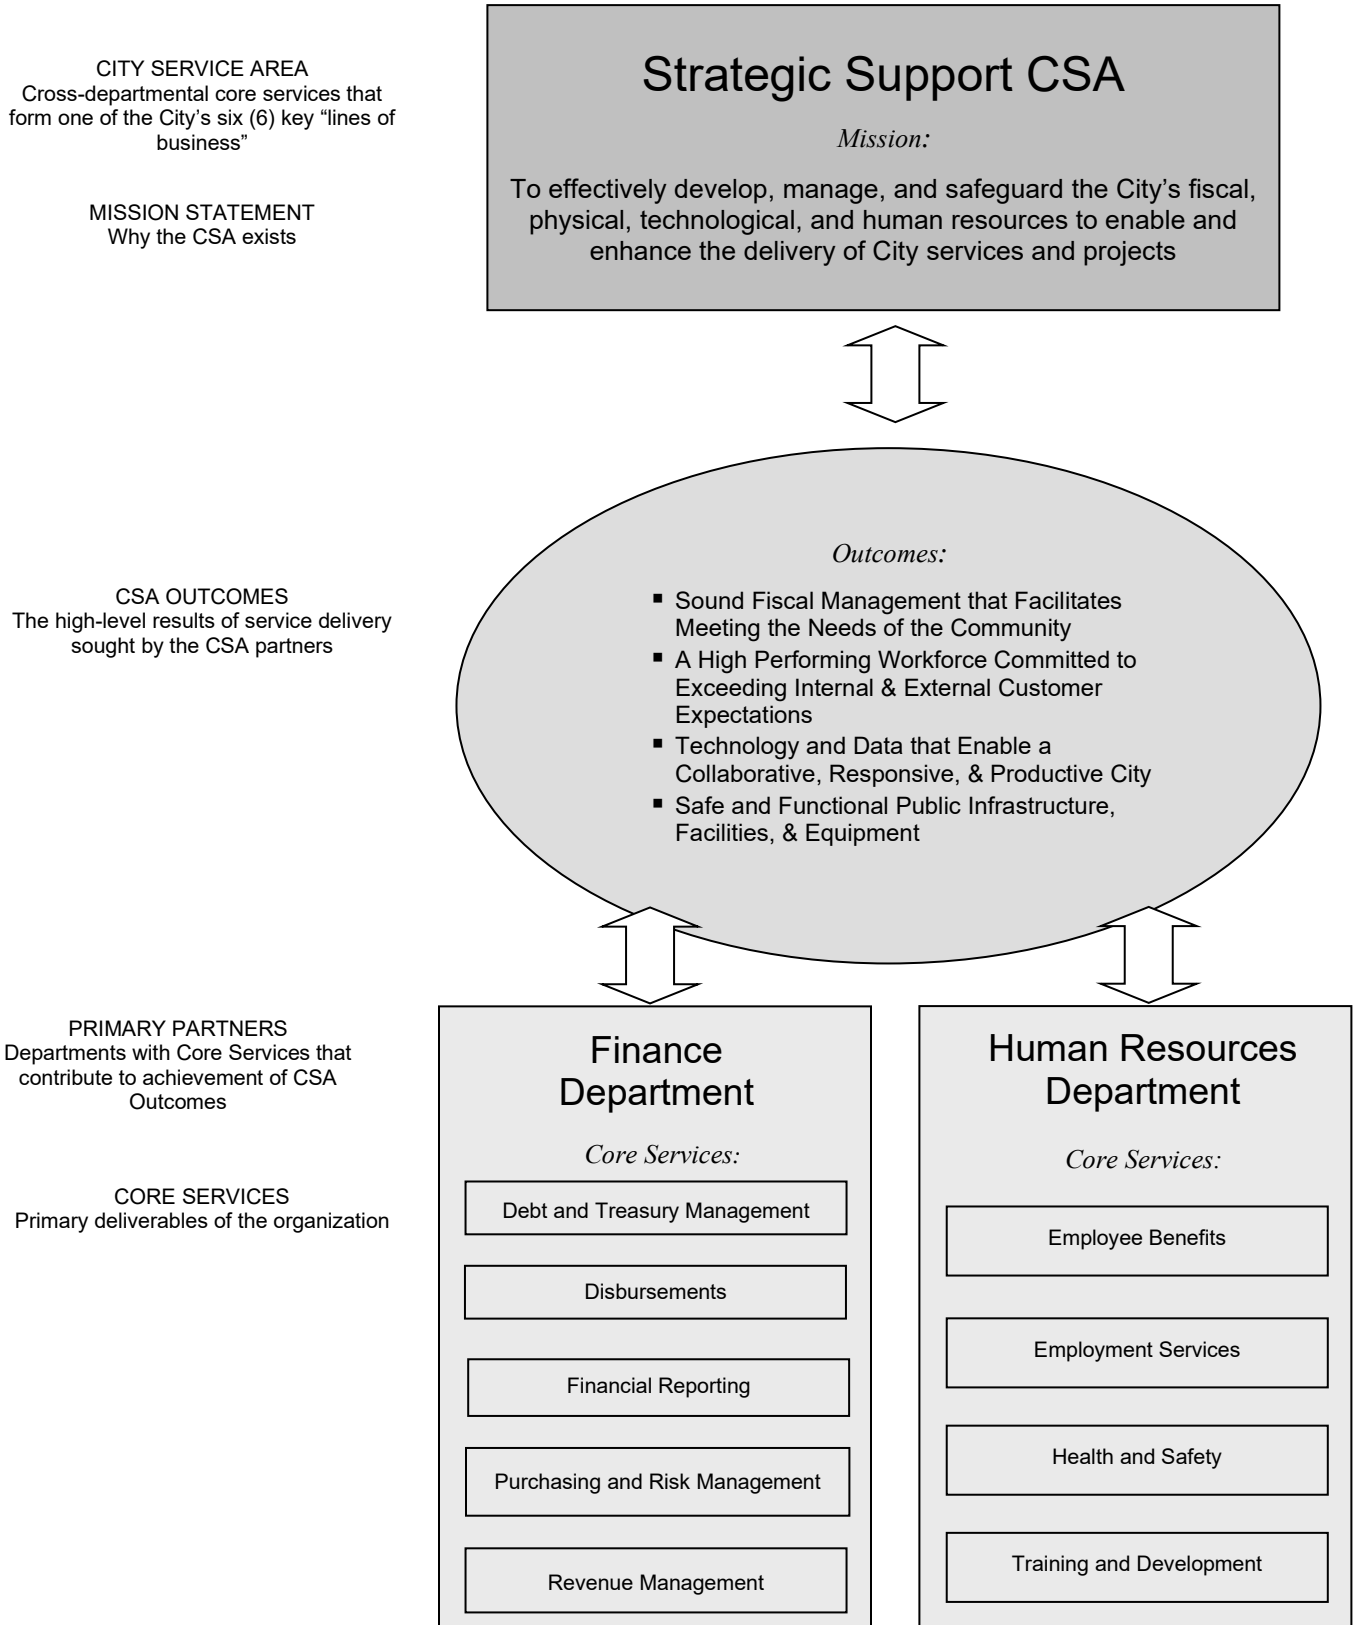 CITY SERVICE AREA
Cross-departmental core services that
form one of the City’s six (6) key “lines of
business”
MISSION STATEMENT
Why the CSA exists
Strategic Support CSA
Mission:
To effectively develop, manage, and safeguard the City’s fiscal,
physical, technological, and human resources to enable and
enhance the delivery of City services and projects
CSA OUTCOMES
The high-level results of service delivery
sought by the CSA partners
Outcomes:
▪ Sound Fiscal Management that Facilitates
Meeting the Needs of the Community
▪ A High Performing Workforce Committed to
Exceeding Internal & External Customer
Expectations
▪ Technology and Data that Enable a
Collaborative, Responsive, & Productive City
▪ Safe and Functional Public Infrastructure,
Facilities, & Equipment
PRIMARY PARTNERS
Departments with Core Services that
contribute to achievement of CSA
Outcomes
CORE SERVICES
Primary deliverables of the organization
Finance
Department
Core Services:
Debt and Treasury Management
Disbursements
Financial Reporting
Purchasing and Risk Management
Revenue Management
Human Resources
Department
Core Services:
Employee Benefits
Employment Services
Health and Safety
Training and Development